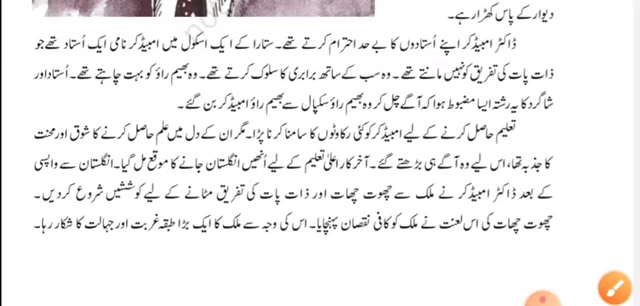 دیوار کے پاس کھڑا رہے۔
ڈاکٹر امبیڈکر اپنے اُستادوں کا بے حد احترام کرتے تھے۔ ستارا کے ایک اسکول میں امبیڈکر نامی ایک اُستاد تھے جو
ذات پات کی تفریق کو نہیں مانتے تھے۔ وہ سب کے ساتھ برابری کا سلوک کرتے تھے۔ وہ بھیم راؤ کو بہت چاہتے تھے۔ اُستاد اور
شاگرد کا یہ رشتہ ایسا مضبوط ہوا کہ آگے چل کر وہ بھیم راؤ سکپال سے بھیم راؤ امبیڈکر بن گئے۔
تعلیم حاصل کرنے کے لیے امبیڈکر کو کئی رکاوٹوں کا سامنا کرنا پڑا۔ مگر ان کے دل میں علم حاصل کرنے کا شوق اور محنت
کا جذبہ تھا، اس لیے وہ آگے ہی بڑھتے گئے۔ آخر کار اعلیٰ تعلیم کے لیے اُنھیں انگلستان جانے کا موقع مل گیا۔ انگلستان سے واپسی
کے بعد ڈاکٹر امبیڈکر نے ملک سے چھوت چھات اور ذات پات کی تفریق مٹانے کے لیے کوششیں شروع کردیں۔
چھوت چھات کی اس لعنت نے ملک کو کافی نقصان پہنچایا۔ اس کی وجہ سے ملک کا ایک بڑا طبقہ غربت اور جہالت کا شکار رہا۔